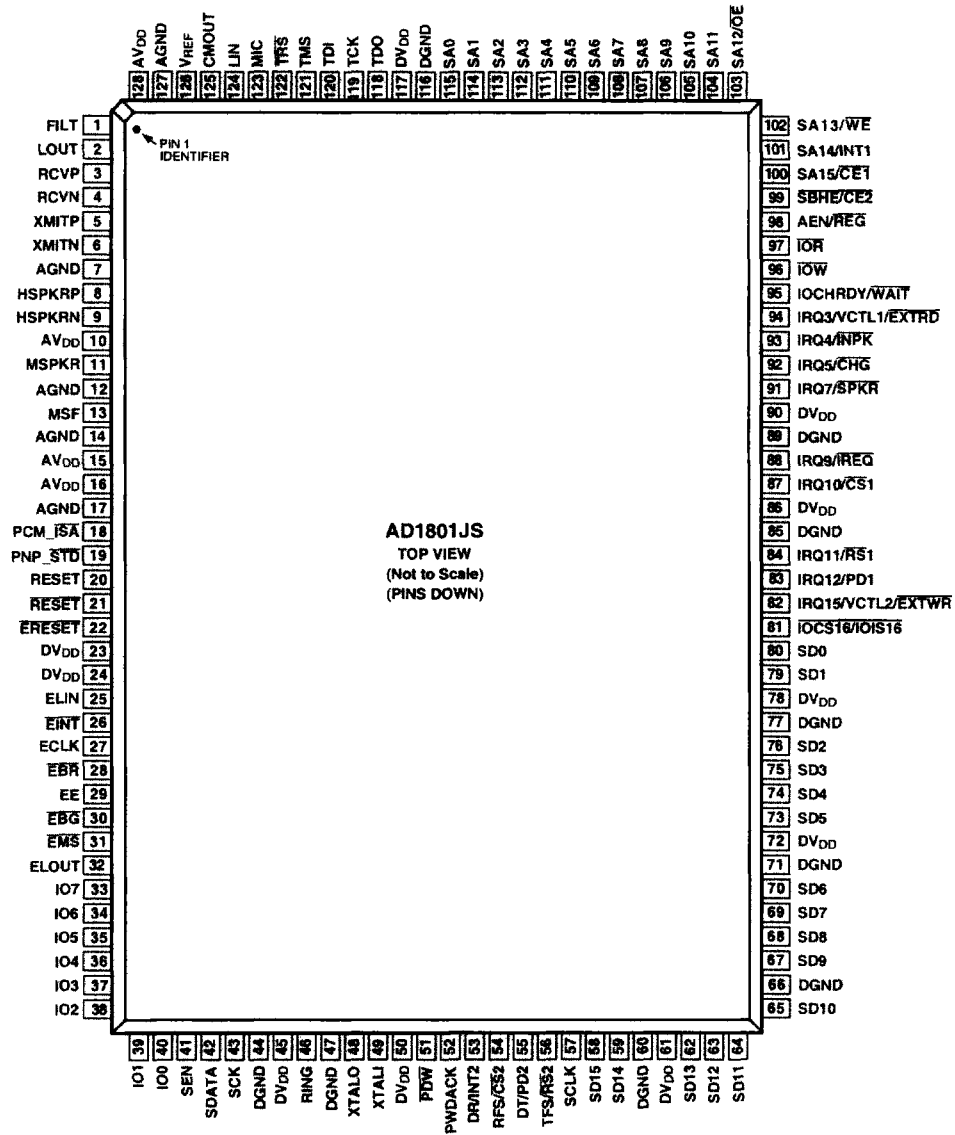 AVDD 128
AGND 127
VREF 126
CMOUT 125
LIN 124
MIC 123
TRS 122
TMS 121
TDI 120
TCK 119
TDO 118
DVDD 117
DGND 116
SA0 115
SA1 114
SA2 113
SA3 112
SA4 111
SA5 110
SA6 109
SA7 108
SA8 107
SA9 106
SA10 105
SA11 104
SA12/OE 103
FILT 1
LOUT 2
RCVP 3
RCVN 4
XMITP 5
XMITN 6
AGND 7
HSPKRP 8
HSPKRN 9
AVDD 10
MSPKR 11
AGND 12
MSF 13
AGND 14
AVDD 15
AVDD 16
AGND 17
PCM_ISA 18
PNP_STD 19
RESET 20
RESET 21
ERESET 22
DVDD 23
DVDD 24
ELIN 25
EINT 26
ECLK 27
EBR 28
EE 29
EBG 30
EMS 31
ELOUT 32
IO7 33
IO6 34
IO5 35
IO4 36
IO3 37
IO2 38
PIN 1
IDENTIFIER
AD1801JS
TOP VIEW
(Not to Scale)
(PINS DOWN)
102 SA13/WE
101 SA14/INT1
100 SA15/CE1
99 SBHE/CE2
98 AEN/REG
97 IOR
96 IOW
95 IOCHRDY/WAIT
94 IRQ3/VCTL1/EXTRD
93 IRQ4/INPK
92 IRQ5/CHG
91 IRQ7/SPKR
90 DVDD
89 DGND
88 IRQ9/IREQ
87 IRQ10/CS1
86 DVDD
85 DGND
84 IRQ11/RS1
83 IRQ12/PD1
82 IRQ15/VCTL2/EXTWR
81 IOCS16/IOIS16
80 SD0
79 SD1
78 DVDD
77 DGND
76 SD2
75 SD3
74 SD4
73 SD5
72 DVDD
71 DGND
70 SD6
69 SD7
68 SD8
67 SD9
66 DGND
65 SD10
IO1 39
IO0 40
SEN 41
SDATA 42
SCK 43
DGND 44
DVDD 45
RING 46
DGND 47
XTALO 48
XTALI 49
DVDD 50
PDW 51
PWDACK 52
DR/INT2 53
RFS/CS2 54
DT/PD2 55
TFS/RS2 56
SCLK 57
SD15 58
SD14 59
DGND 60
DVDD 61
SD13 62
SD12 63
SD11 64